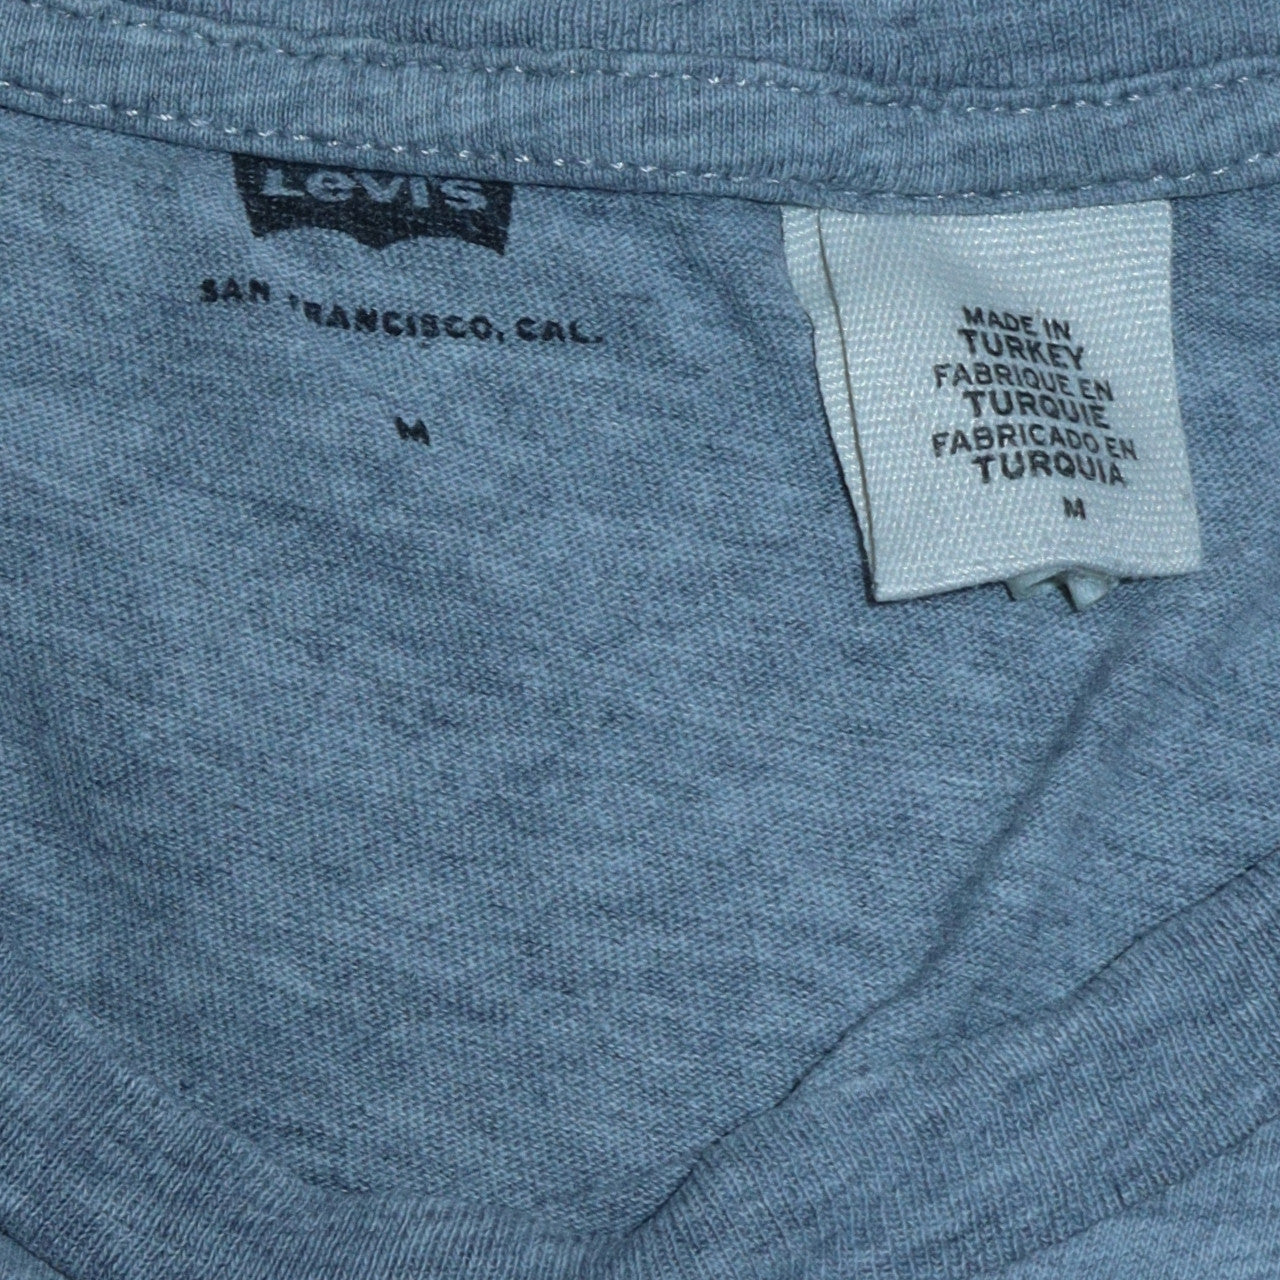 Levi's
SAN FRANCISCO, CAL.
M
MADE IN
TURKEY
FABRIQUE EN
TURQUIE
FABRICADO EN
TURQUIA
M